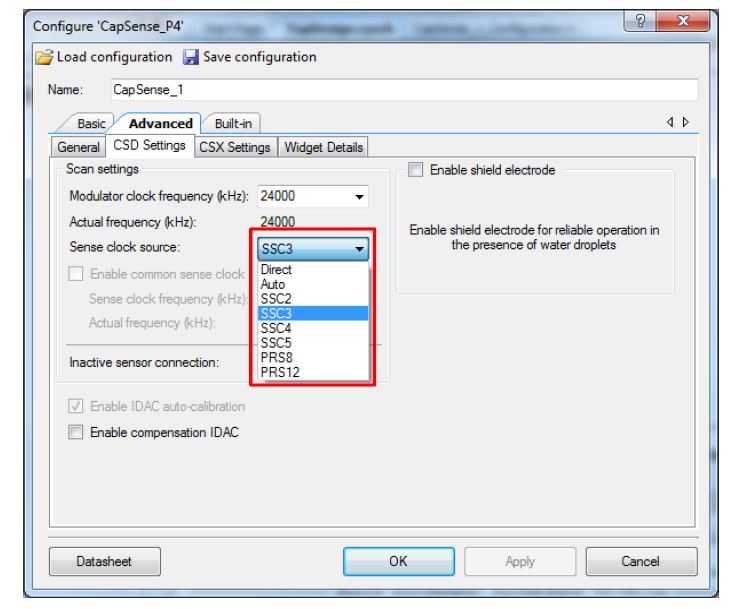 Configure 'CapSense_P4'
Load configuration Save configuration
Name: CapSense_1
Basic Advanced Built-in
General CSD Settings CSX Settings Widget Details
Scan settings
Enable shield electrode
Modulator clock frequency (kHz): 24000
Actual frequency (kHz): 24000
Enable shield electrode for reliable operation in
the presence of water droplets
Sense clock source: SSC3
Direct
Auto
SSC2
SSC3
SSC4
SSC5
PRS8
PRS12
Enable common sense clock
Sense clock frequency (kHz):
Actual frequency (kHz):
Inactive sensor connection:
Enable IDAC auto-calibration
Enable compensation IDAC
Datasheet OK Apply Cancel